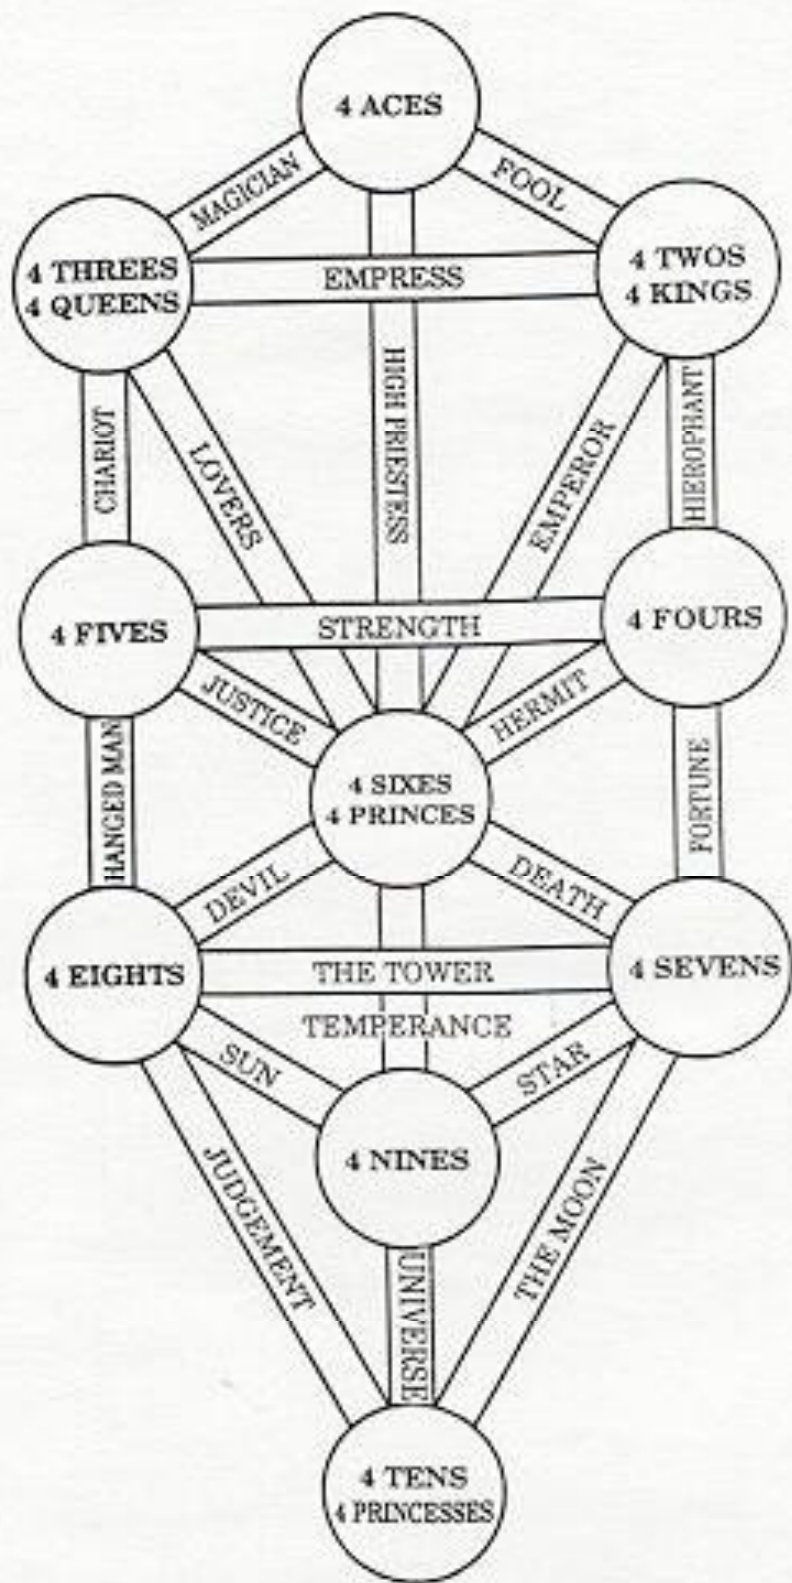 4 ACES
MAGICIAN
FOOL
4 THREES
4 QUEENS
EMPRESS
4 TWOS
4 KINGS
CHARIOT
LOVERS
HIGH PRIESTESS
EMPEROR
HIEROPHANT
4 FIVES
STRENGTH
4 FOURS
JUSTICE
HERMIT
HANGED MAN
4 SIXES
4 PRINCES
FORTUNE
DEVIL
DEATH
4 EIGHTS
THE TOWER
4 SEVENS
TEMPERANCE
SUN
STAR
4 NINES
JUDGEMENT
THE MOON
UNIVERSE
4 TENS
4 PRINCESSES